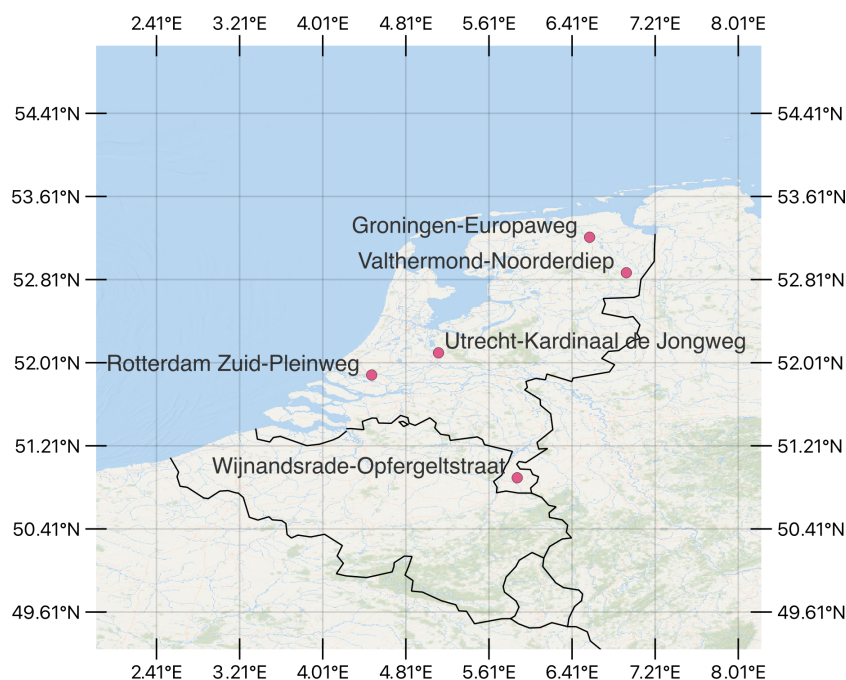 2.41°E 3.21°E 4.01°E 4.81°E 5.61°E 6.41°E 7.21°E 8.01°E
54.41°N 54.41°N
53.61°N 53.61°N
Groningen-Europaweg
Valthermond-Noorderdiep
52.81°N 52.81°N
Utrecht-Kardinaal de Jongweg
Rotterdam Zuid-Pleinweg
52.01°N 52.01°N
51.21°N 51.21°N
Wijnandsrade-Opfergeltstraat
50.41°N 50.41°N
49.61°N 49.61°N
2.41°E 3.21°E 4.01°E 4.81°E 5.61°E 6.41°E 7.21°E 8.01°E